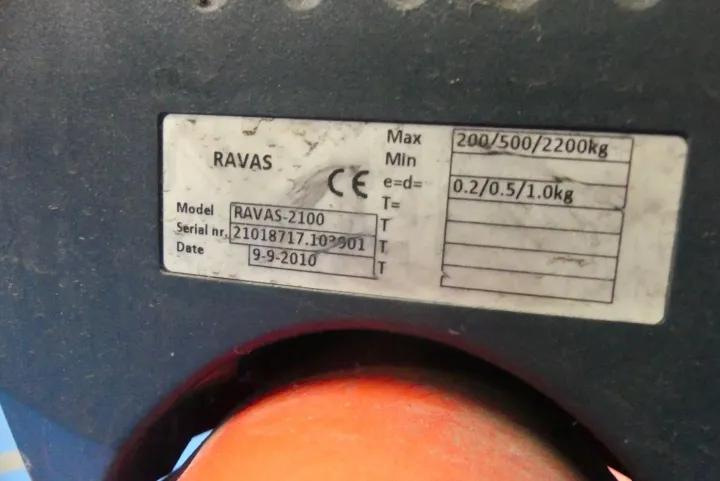 RAVAS
CE
Model RAVAS-2100
Serial nr.
Date 9-9-2010
Max 200/500/2200kg
Min
e=d= 0.2/0.5/1.0kg
T=
T
T
T